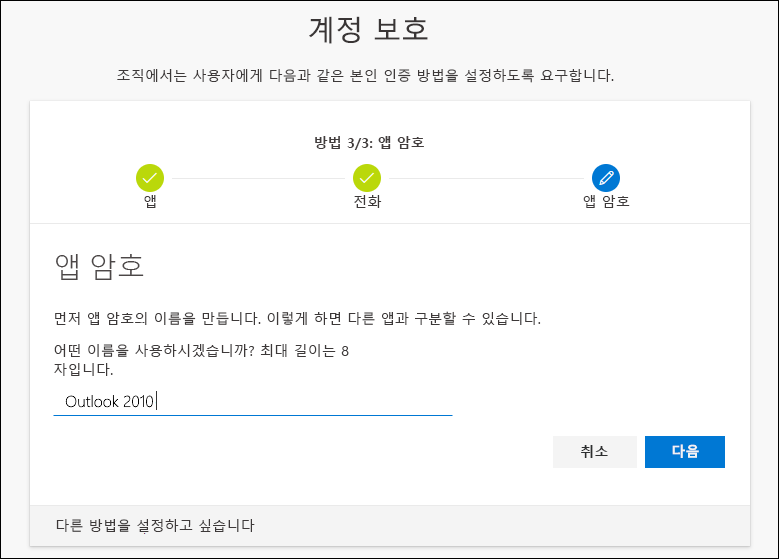 계정 보호
조직에서는 사용자에게 다음과 같은 본인 인증 방법을 설정하도록 요구합니다.
방법 3/3: 앱 암호
앱 전화 앱 암호
앱 암호
먼저 앱 암호의 이름을 만듭니다. 이렇게 하면 다른 앱과 구분할 수 있습니다.
어떤 이름을 사용하시겠습니까? 최대 길이는 8
자입니다.
Outlook 2010
취소 다음
다른 방법을 설정하고 싶습니다